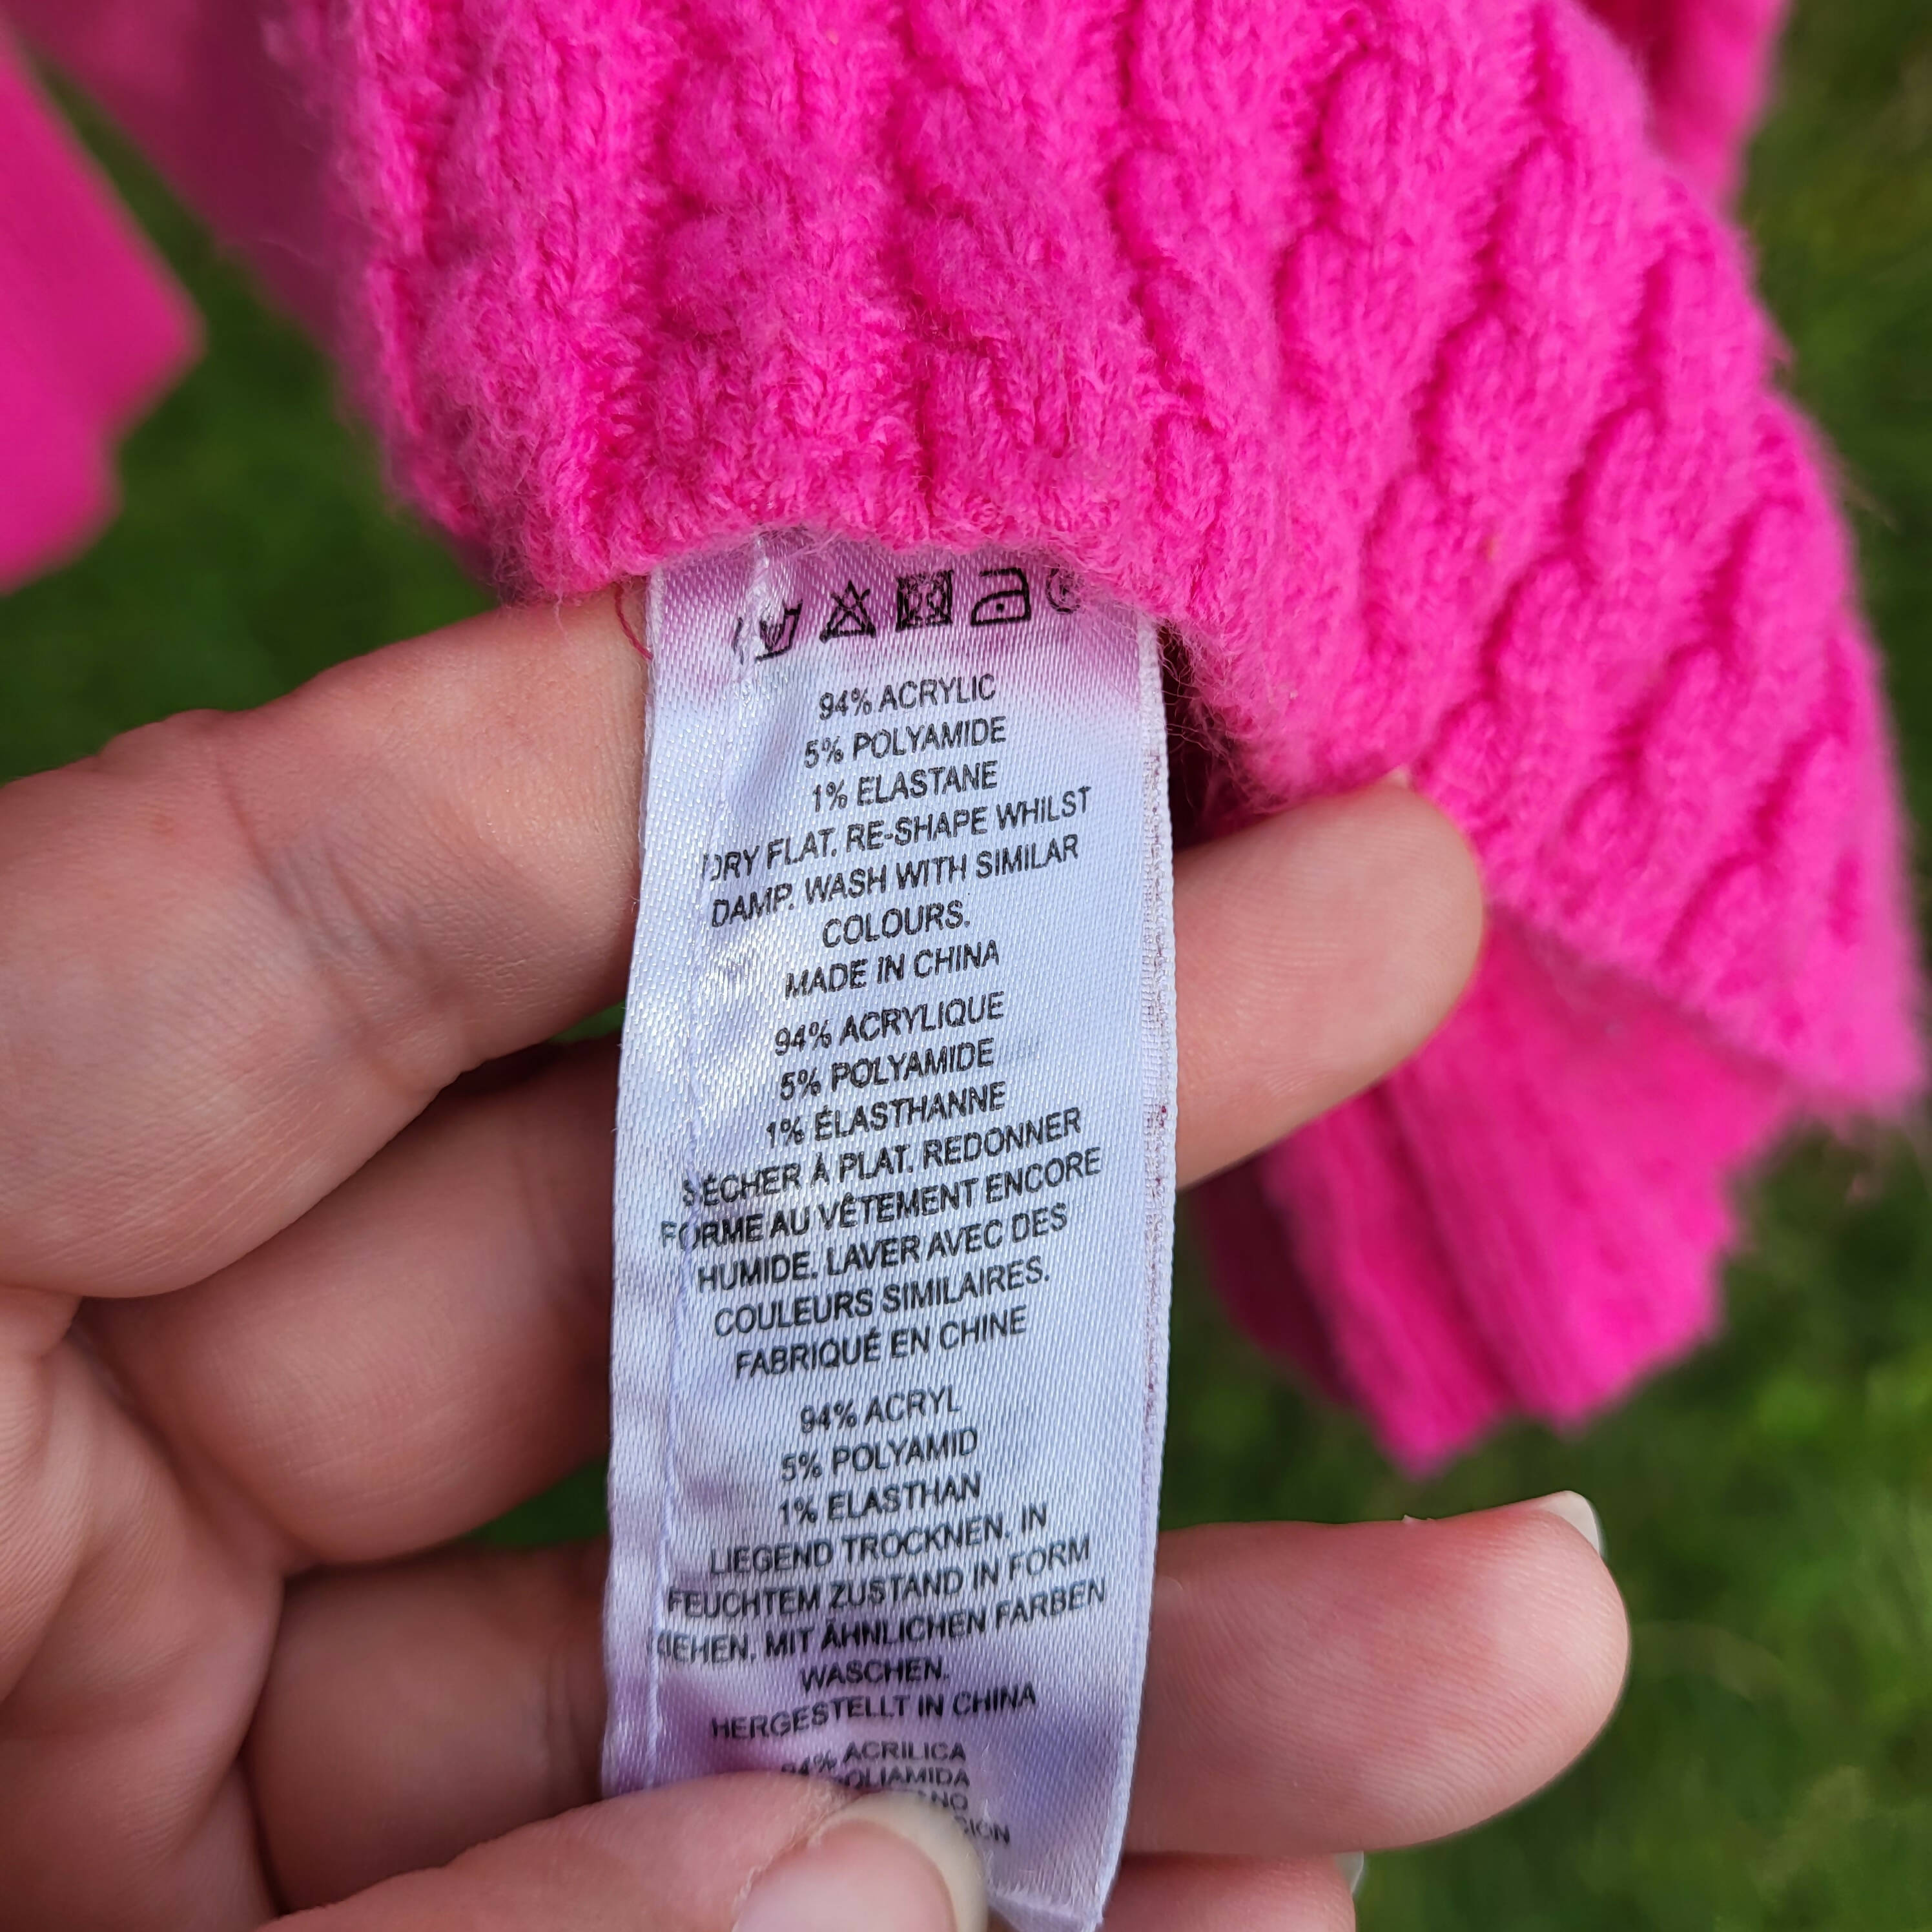 94% ACRYLIC
5% POLYAMIDE
1% ELASTANE
DRY FLAT. RE-SHAPE WHILST
DAMP. WASH WITH SIMILAR
COLOURS.
MADE IN CHINA
94% ACRYLIQUE
5% POLYAMIDE
1% ÉLASTHANNE
SÉCHER À PLAT. REDONNER
FORME AU VÊTEMENT ENCORE
HUMIDE. LAVER AVEC DES
COULEURS SIMILAIRES.
FABRIQUÉ EN CHINE
94% ACRYL
5% POLYAMID
1% ELASTHAN
LIEGEND TROCKNEN. IN
FEUCHTEM ZUSTAND IN FORM
ZIEHEN. MIT ÄHNLICHEN FARBEN
WASCHEN.
HERGESTELLT IN CHINA
94% ACRILICA
POLIAMIDA